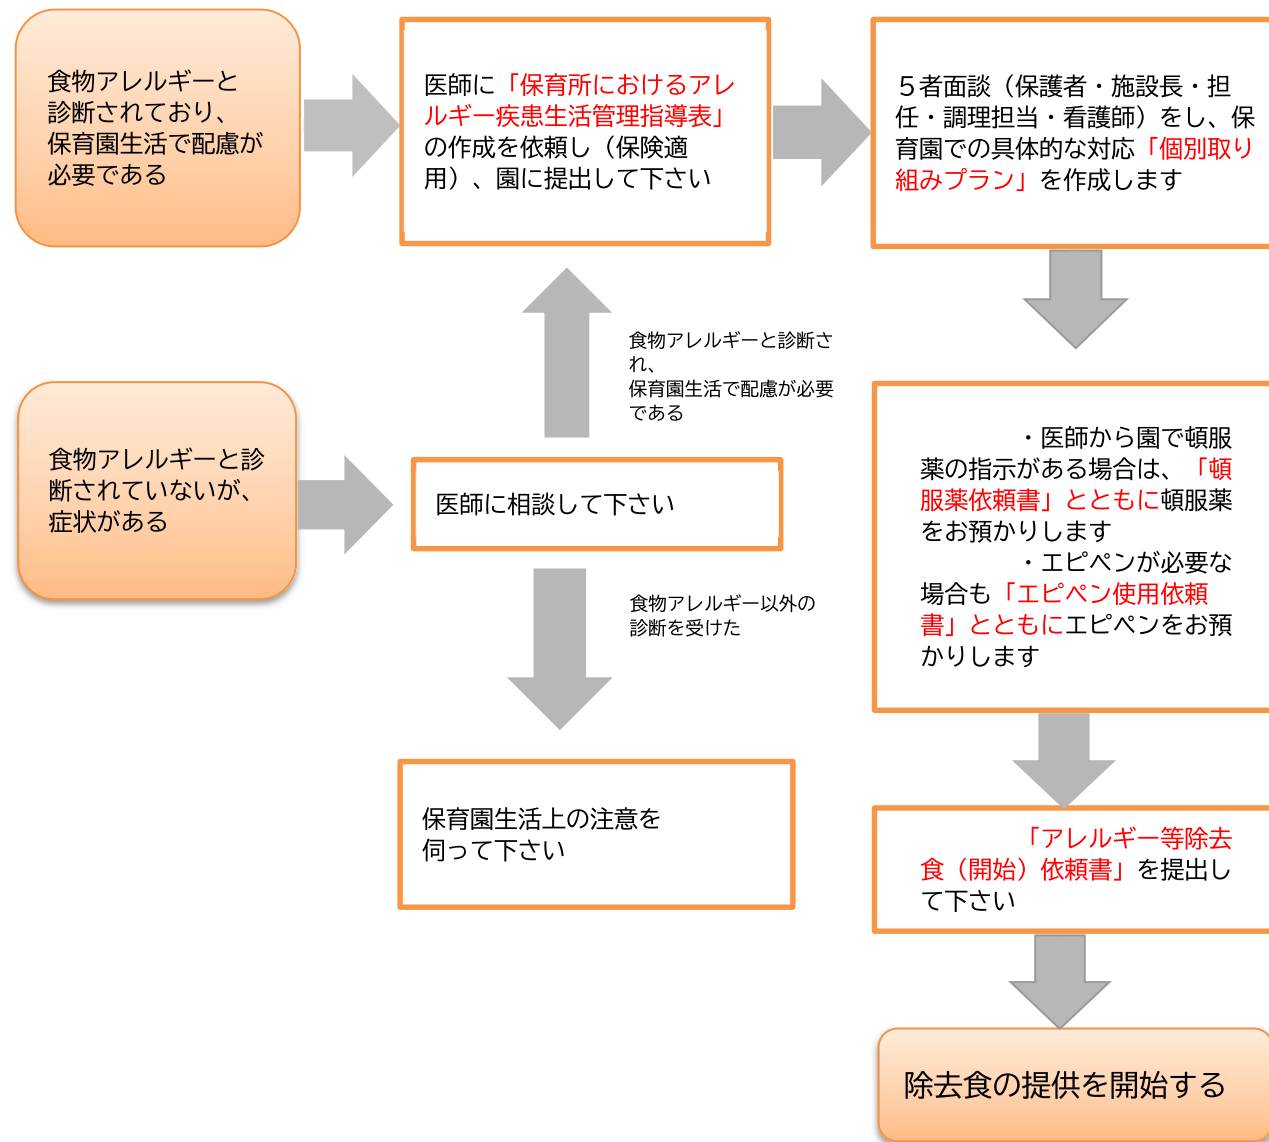 食物アレルギーと
診断されており、
保育園生活で配慮が
必要である
医師に「保育所におけるアレ
ルギー疾患生活管理指導表」
の作成を依頼し（保険適
用）、園に提出して下さい
５者面談（保護者・施設長・担
任・調理担当・看護師）をし、保
育園での具体的な対応「個別取り
組みプラン」を作成します
食物アレルギーと診断さ
れ、
保育園生活で配慮が必要
である
食物アレルギーと診
断されていないが、
症状がある
医師に相談して下さい
食物アレルギー以外の
診断を受けた
保育園生活上の注意を
伺って下さい
・医師から園で頓服
薬の指示がある場合は、「頓
服薬依頼書」とともに頓服薬
をお預かりします
・エピペンが必要な
場合も「エピペン使用依頼
書」とともにエピペンをお預
かりします
「アレルギー等除去
食（開始）依頼書」を提出し
て下さい
除去食の提供を開始する